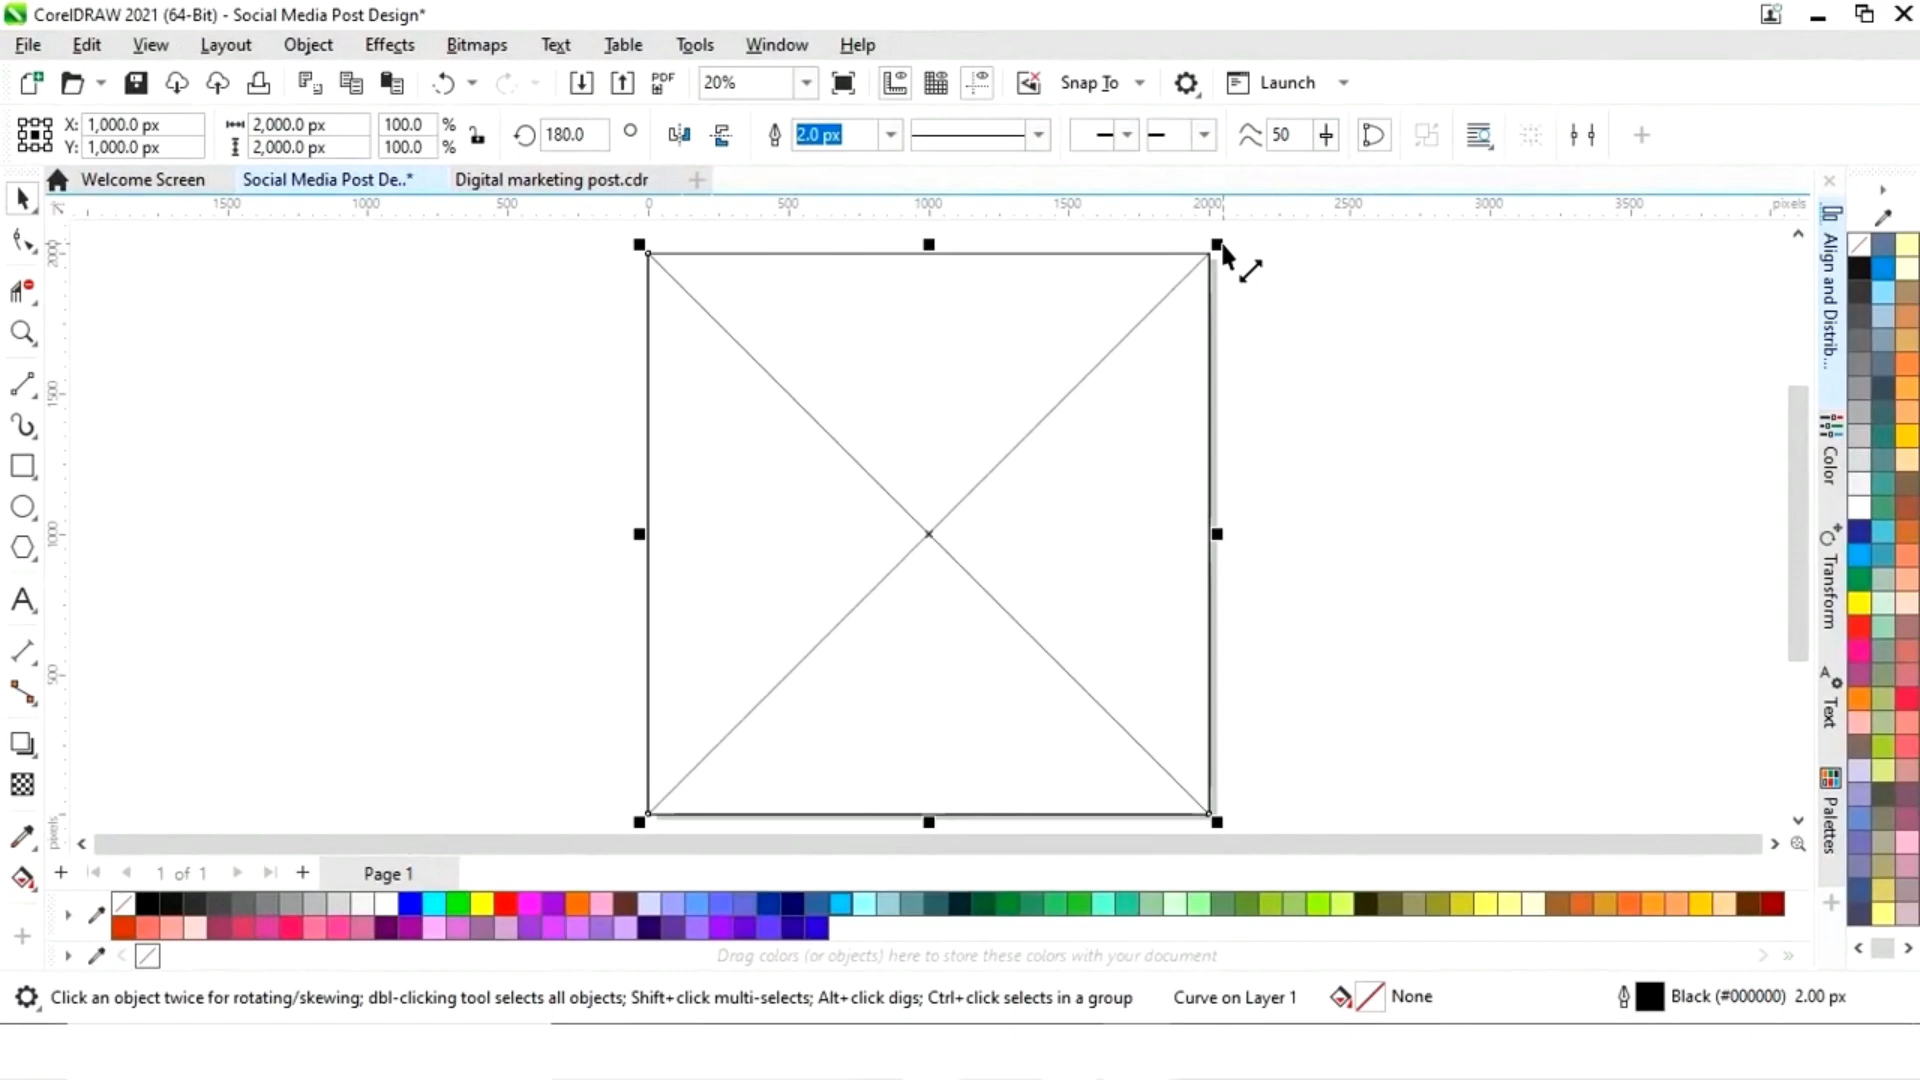 CorelDRAW 2021 (64-Bit) - Social Media Post Design*
File Edit View Layout Object Effects Bitmaps Text Table Tools Window Help
PDF 20% Snap To Launch
X: 1,000.0 px 2,000.0 px 100.0 % 180.0 2.0 px 50
Y: 1,000.0 px 2,000.0 px 100.0 %
Welcome Screen Social Media Post De..* Digital marketing post.cdr
1500 1000 500 0 500 1000 1500 2000 2500 3000 3500 pixels
2000
1500
1000
500
pixels
Align and Distrib...
Color
Transform
Text
Palettes
1 of 1 Page 1
Drag colors (or objects) here to store these colors with your document
Click an object twice for rotating/skewing; dbl-clicking tool selects all objects; Shift+click multi-selects; Alt+click digs; Ctrl+click selects in a group Curve on Layer 1 None Black (#000000) 2.00 px